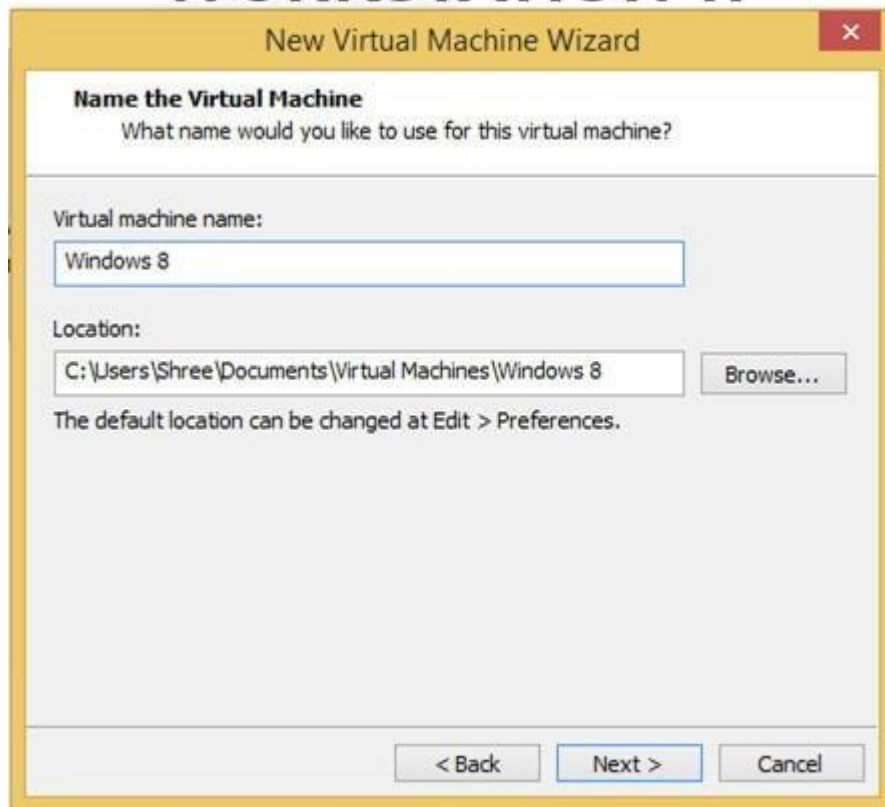 New Virtual Machine Wizard
Name the Virtual Machine
What name would you like to use for this virtual machine?
Virtual machine name:
Windows 8
Location:
C:\Users\Shree\Documents\Virtual Machines\Windows 8
Browse...
The default location can be changed at Edit > Preferences.
< Back
Next >
Cancel